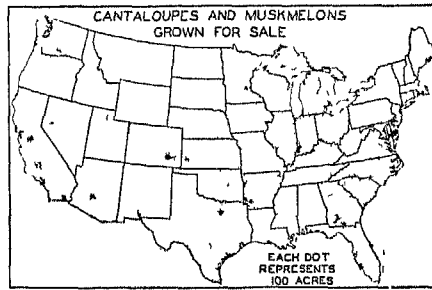 CANTALOUPES AND MUSKMELONS
GROWN FOR SALE
EACH DOT
REPRESENTS
100 ACRES